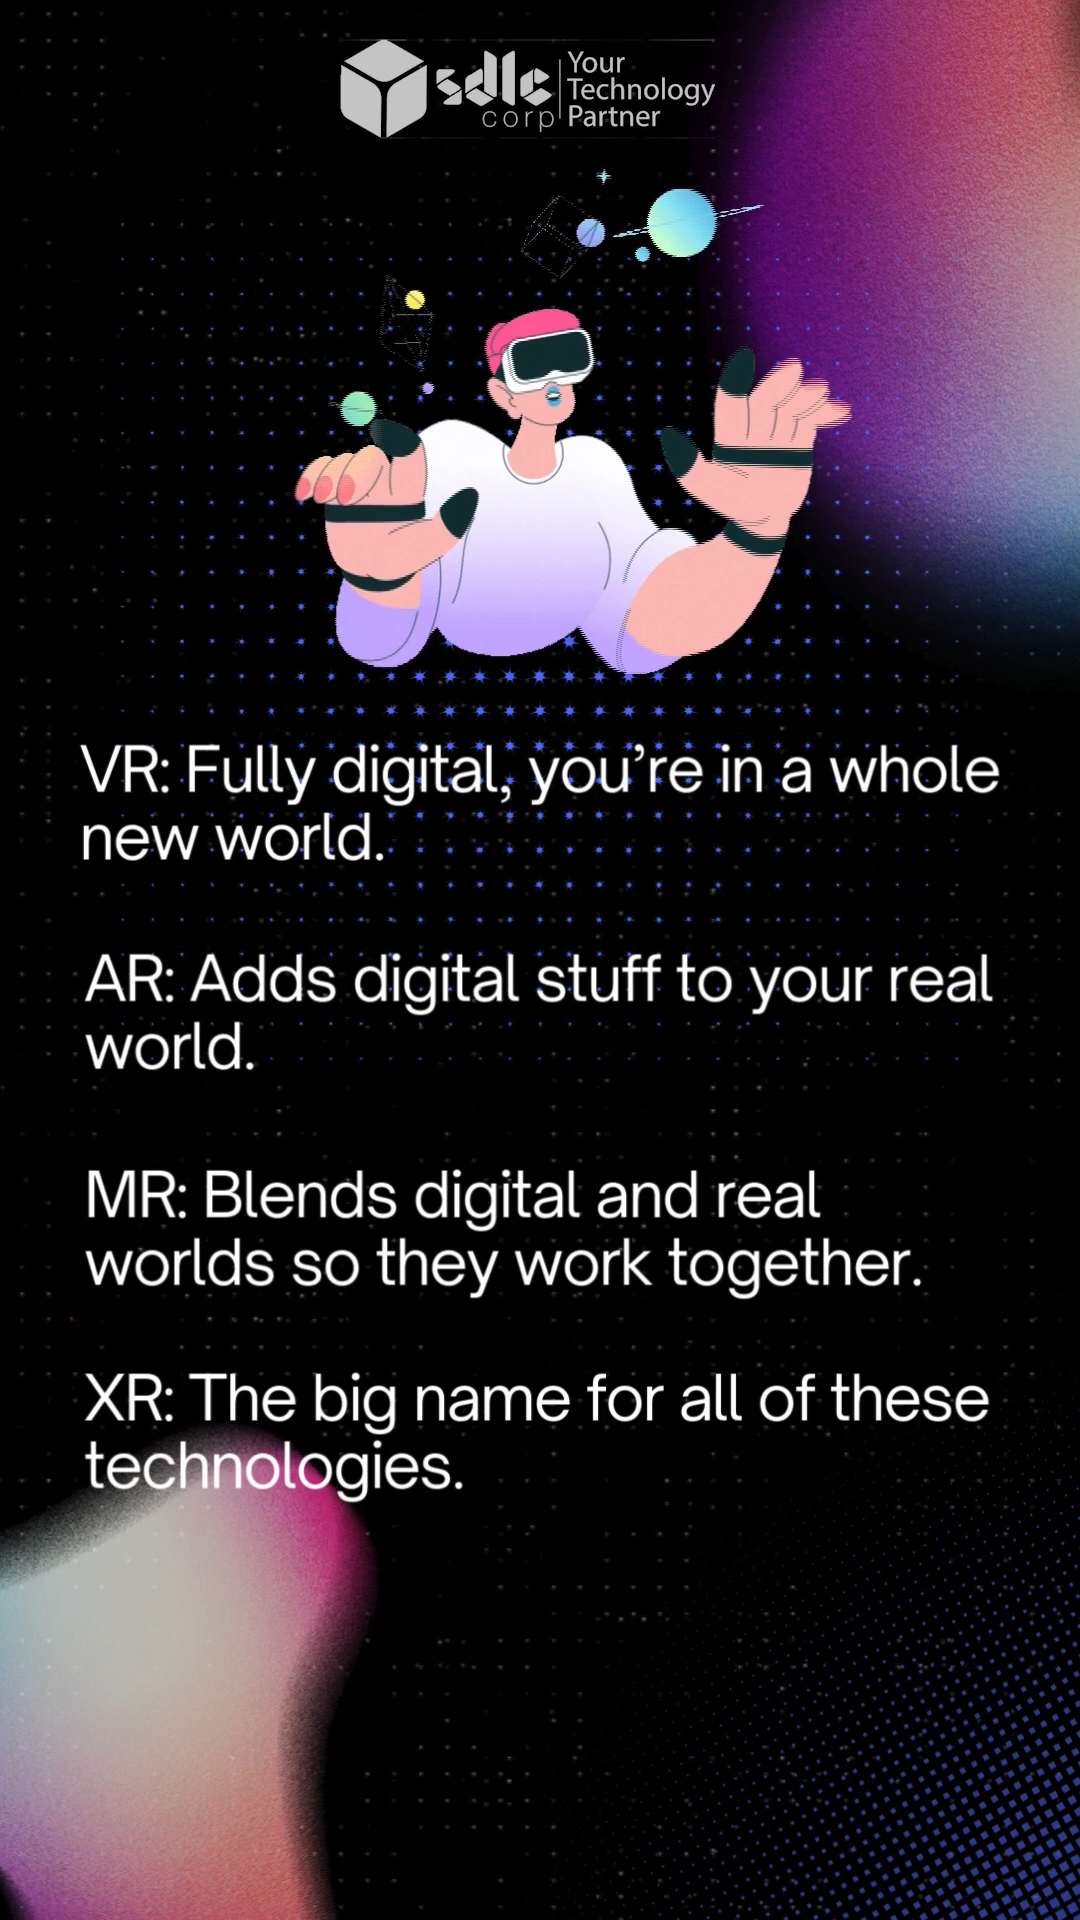 sdlc
corp
Your
Technology
Partner
VR: Fully digital, you’re in a whole
new world.
AR: Adds digital stuff to your real
world.
MR: Blends digital and real
worlds so they work together.
XR: The big name for all of these
technologies.